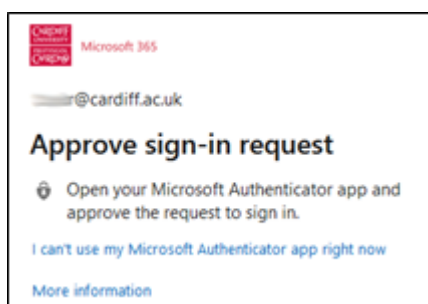 CARDIFF
UNIVERSITY
PRIFYSGOL
CAERDYDD
Microsoft 365
r@cardiff.ac.uk
Approve sign-in request
Open your Microsoft Authenticator app and
approve the request to sign in.
I can't use my Microsoft Authenticator app right now
More information